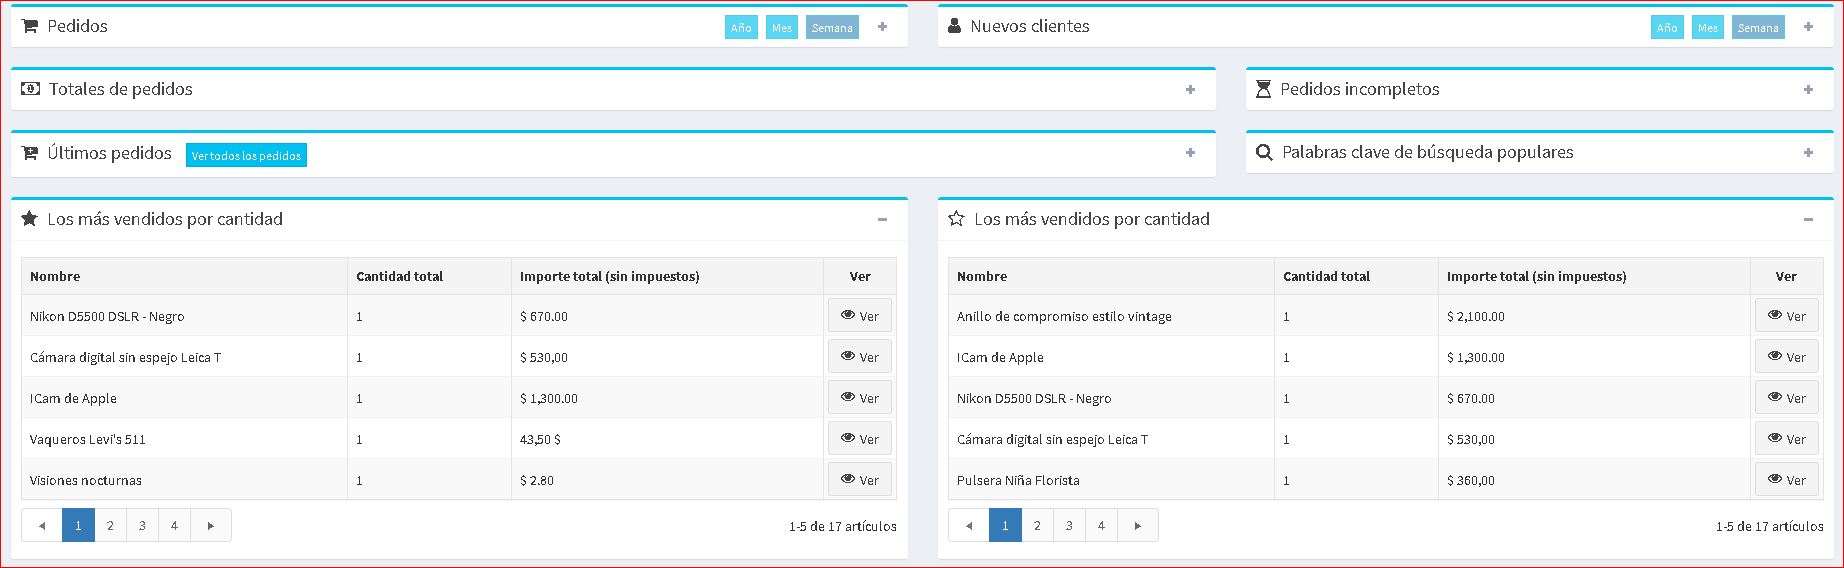 Pedidos Año Mes Semana
Nuevos clientes Año Mes Semana
Totales de pedidos
Pedidos incompletos
Últimos pedidos Ver todos los pedidos
Palabras clave de búsqueda populares
Los más vendidos por cantidad
Nombre Cantidad total Importe total (sin impuestos) Ver
Nikon D5500 DSLR - Negro 1 $ 670.00 Ver
Cámara digital sin espejo Leica T 1 $ 530,00 Ver
ICam de Apple 1 $ 1,300.00 Ver
Vaqueros Levi's 511 1 43,50 $ Ver
Visiones nocturnas 1 $ 2.80 Ver
1 2 3 4 1-5 de 17 artículos
Los más vendidos por cantidad
Nombre Cantidad total Importe total (sin impuestos) Ver
Anillo de compromiso estilo vintage 1 $ 2,100.00 Ver
ICam de Apple 1 $ 1,300.00 Ver
Nikon D5500 DSLR - Negro 1 $ 670.00 Ver
Cámara digital sin espejo Leica T 1 $ 530,00 Ver
Pulsera Niña Florista 1 $ 360,00 Ver
1 2 3 4 1-5 de 17 artículos